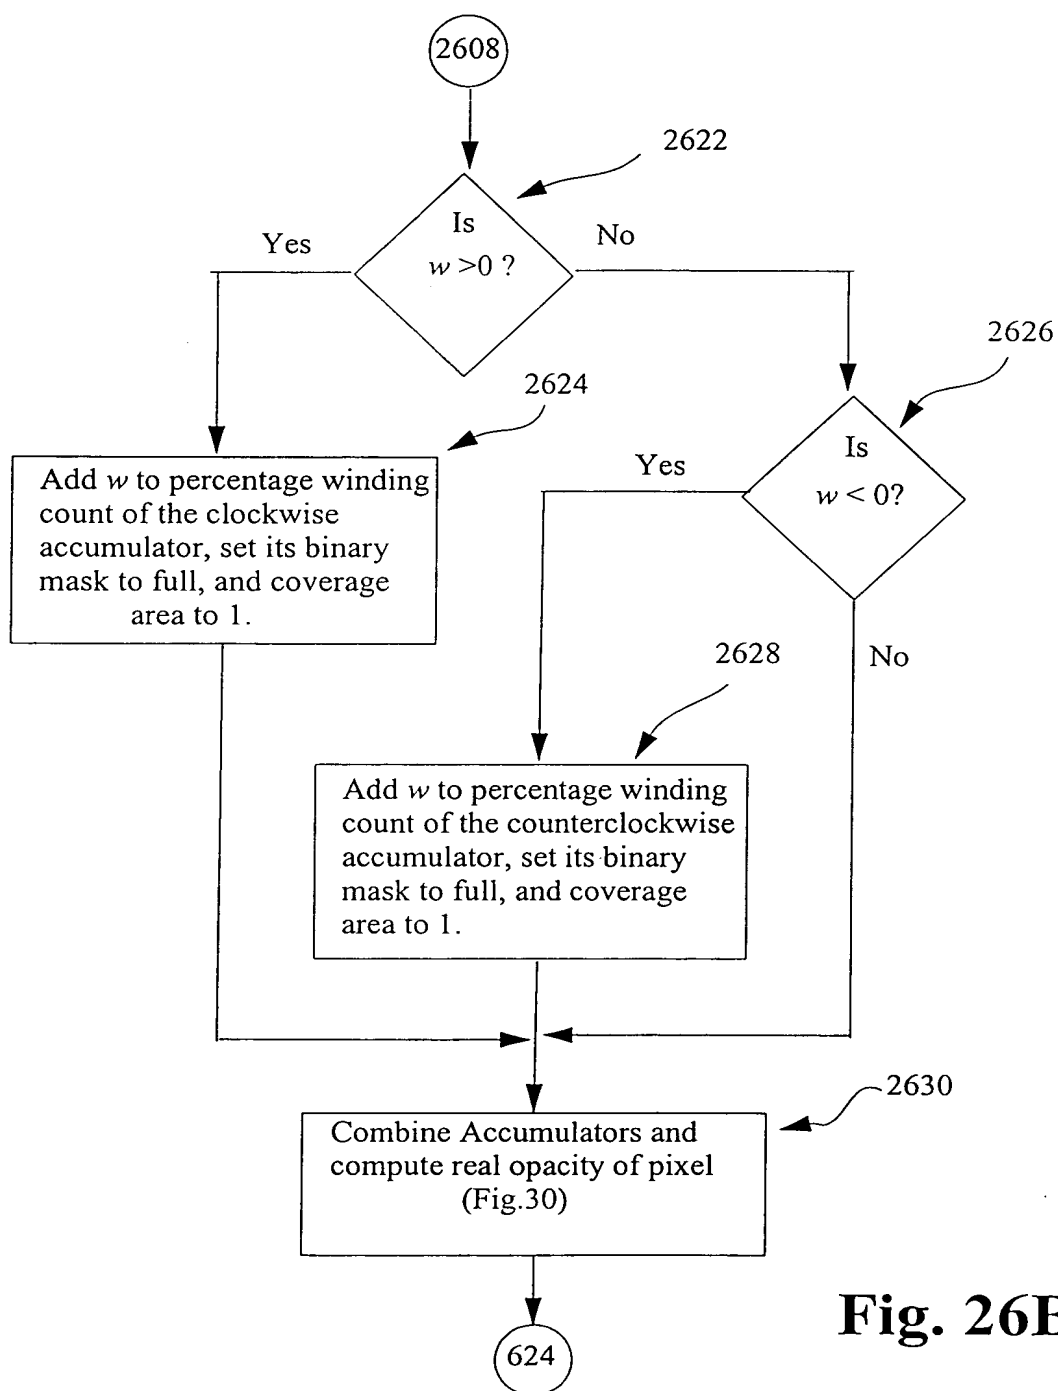 2608
2622
Is
w >0 ?
Yes
No
2626
2624
Is
w < 0?
Yes
No
Add w to percentage winding
count of the clockwise
accumulator, set its binary
mask to full, and coverage
area to 1.
2628
Add w to percentage winding
count of the counterclockwise
accumulator, set its binary
mask to full, and coverage
area to 1.
2630
Combine Accumulators and
compute real opacity of pixel
(Fig.30)
624
Fig. 26B